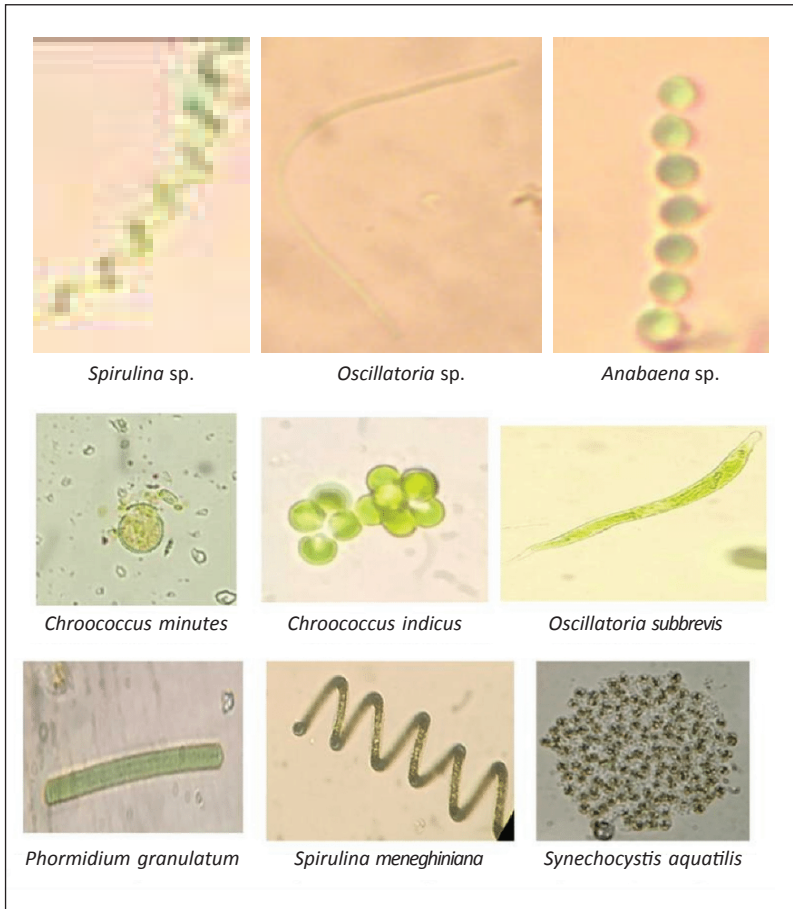 Spirulina sp.
Oscillatoria sp.
Anabaena sp.
Chroococcus minutes
Chroococcus indicus
Oscillatoria subbrevis
Phormidium granulatum
Spirulina meneghiniana
Synechocystis aquatilis